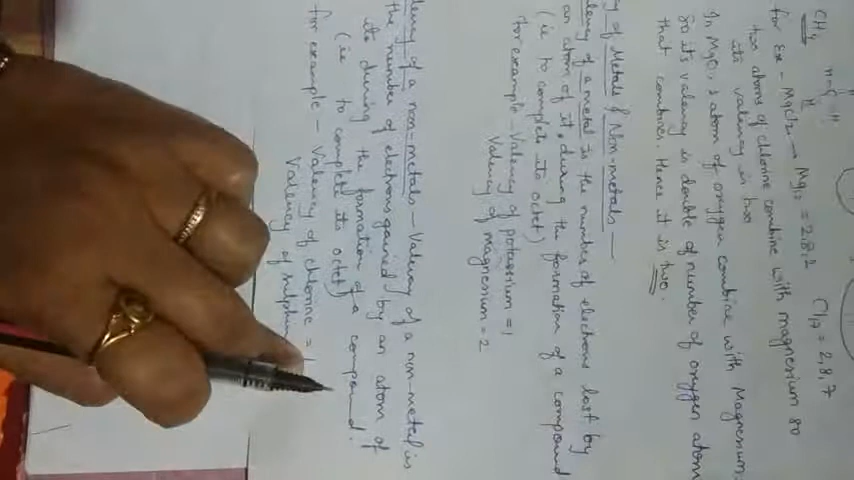 CH4
H-C-H
H
for Ex - MgCl2 → Mg12 = 2,8,2 Cl17 = 2,8,7
two atoms of chlorine combine with magnesium so
its valency is two
In MgO, 1 atom of oxygen combine with Magnesium.
so its valency is double of number of oxygen atom
that combines. Hence it is two.
of Metals & Non-metals —
of a metal is the number of electrons lost by
an atom of it, during the formation of a compound
(ie to complete its octet)
for example - Valency of potassium = 1
Valency of magnesium = 2
of a non-metals - Valency of a non-metal is
the number of electrons gained by an atom of
its during the formation of a compound.
(ie to complete its octet)
for example - Valency of chlorine = 1
Valency of sulphur